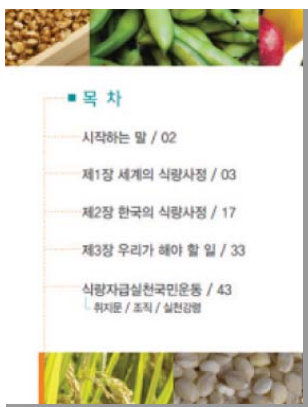 목 차
시작하는 말 / 02
제1장 세계의 식량사정 / 03
제2장 한국의 식량사정 / 17
제3장 우리가 해야 할 일 / 33
식량자급실천국민운동 / 43
취지문 / 조직 / 실천강령